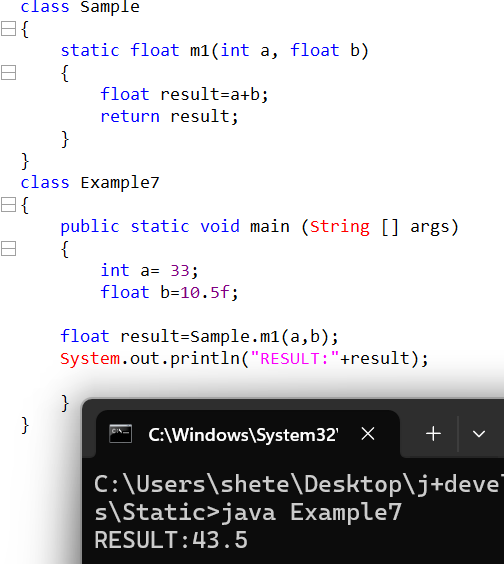 class Sample
{
static float m1(int a, float b)
{
float result=a+b;
return result;
}
}
class Example7
{
public static void main (String [] args)
{
int a= 33;
float b=10.5f;
float result=Sample.m1(a,b);
System.out.println("RESULT:"+result);
}
}
C:\Windows\System32\
C:\Users\shete\Desktop\j+devel
s\Static>java Example7
RESULT:43.5